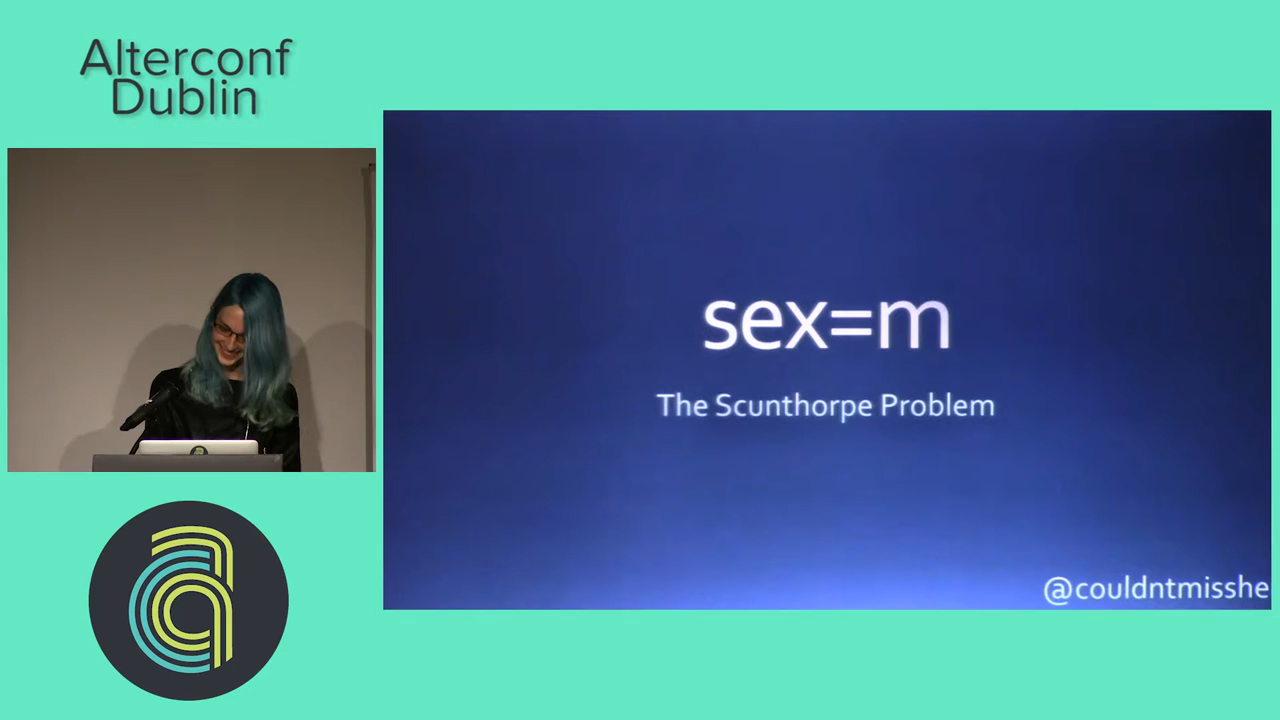 Alterconf
Dublin
sex=m
The Scunthorpe Problem
@couldntmisshe